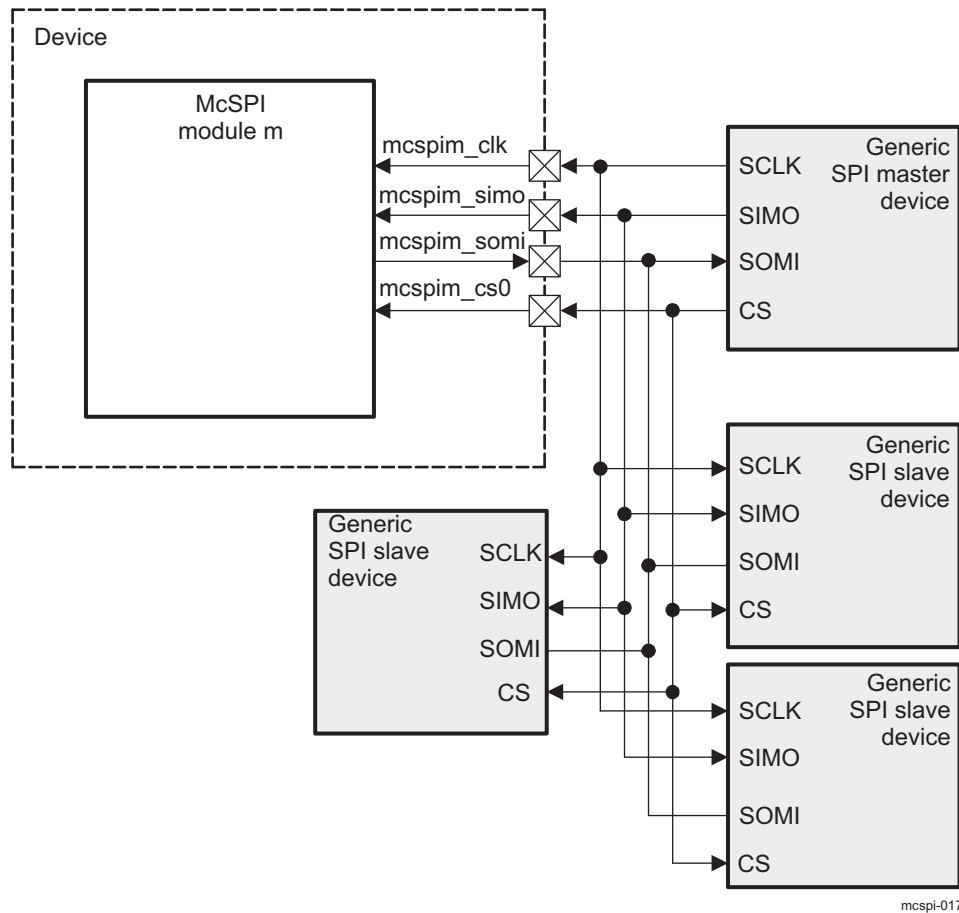 Device
McSPI
module m
mcspim_clk
mcspim_simo
mcspim_somi
mcspim_cs0
Generic
SPI master
device
SCLK
SIMO
SOMI
CS
Generic
SPI slave
device
SCLK
SIMO
SOMI
CS
Generic
SPI slave
device
SCLK
SIMO
SOMI
CS
Generic
SPI slave
device
SCLK
SIMO
SOMI
CS
mcspi-017